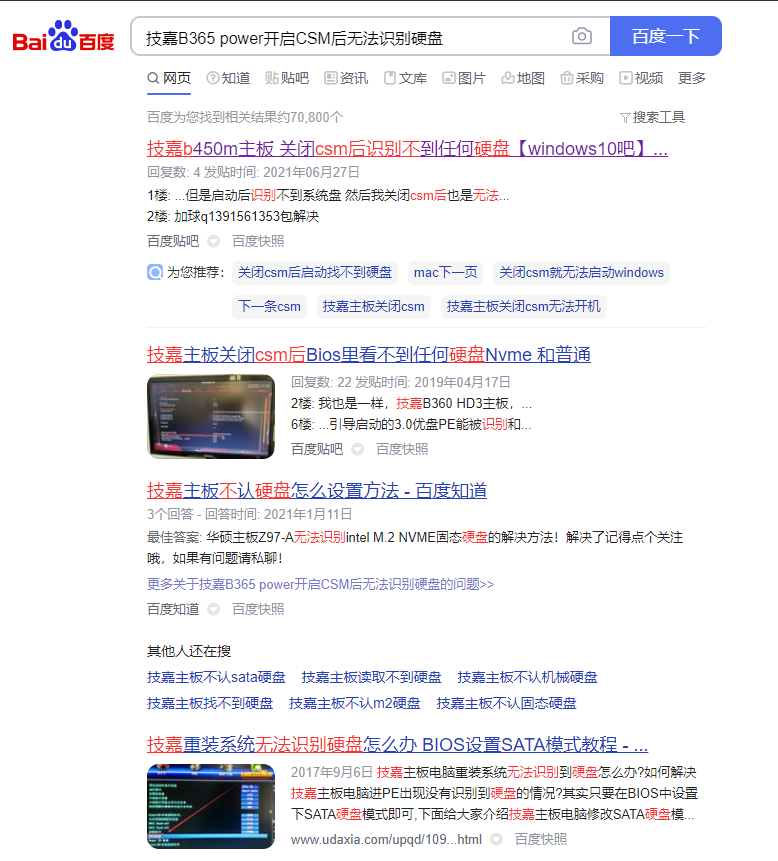 Bai du 百度 技嘉B365 power开启CSM后无法识别硬盘 百度一下
网页 知道 贴吧 资讯 文库 图片 地图 采购 视频 更多
百度为您找到相关结果约70,800个 搜索工具
技嘉b450m主板 关闭csm后识别不到任何硬盘【windows10吧】...
回复数: 4 发贴时间: 2021年06月27日
1楼: ...但是启动后识别不到系统盘 然后我关闭csm后也是无法...
2楼: 加球q1391561353包解决
百度贴吧 百度快照
为您推荐: 关闭csm后启动找不到硬盘 mac下一页 关闭csm就无法启动windows
下一条csm 技嘉主板关闭csm 技嘉主板关闭csm无法开机
技嘉主板关闭csm后Bios里看不到任何硬盘Nvme 和普通
回复数: 22 发贴时间: 2019年04月17日
2楼: 我也是一样，技嘉B360 HD3主板，...
6楼: ...引导启动的3.0优盘PE能被识别和...
百度贴吧 百度快照
技嘉主板不认硬盘怎么设置方法 - 百度知道
3个回答 - 回答时间: 2021年1月11日
最佳答案: 华硕主板Z97-A无法识别intel M.2 NVME固态硬盘的解决方法！解决了记得点个关注
哦，如果有问题请私聊！
更多关于技嘉B365 power开启CSM后无法识别硬盘的问题>>
百度知道 百度快照
其他人还在搜
技嘉主板不认sata硬盘 技嘉主板读取不到硬盘 技嘉主板不认机械硬盘
技嘉主板找不到硬盘 技嘉主板不认m2硬盘 技嘉主板不认固态硬盘
技嘉重装系统无法识别硬盘怎么办 BIOS设置SATA模式教程 - ...
2017年9月6日 技嘉主板电脑重装系统无法识别到硬盘怎么办?如何解决
技嘉主板电脑进PE出现没有识别到硬盘的情况?其实只要在BIOS中设置
下SATA硬盘模式即可,下面给大家介绍技嘉主板电脑修改SATA硬盘模...
www.udaxia.com/upqd/109...html 百度快照